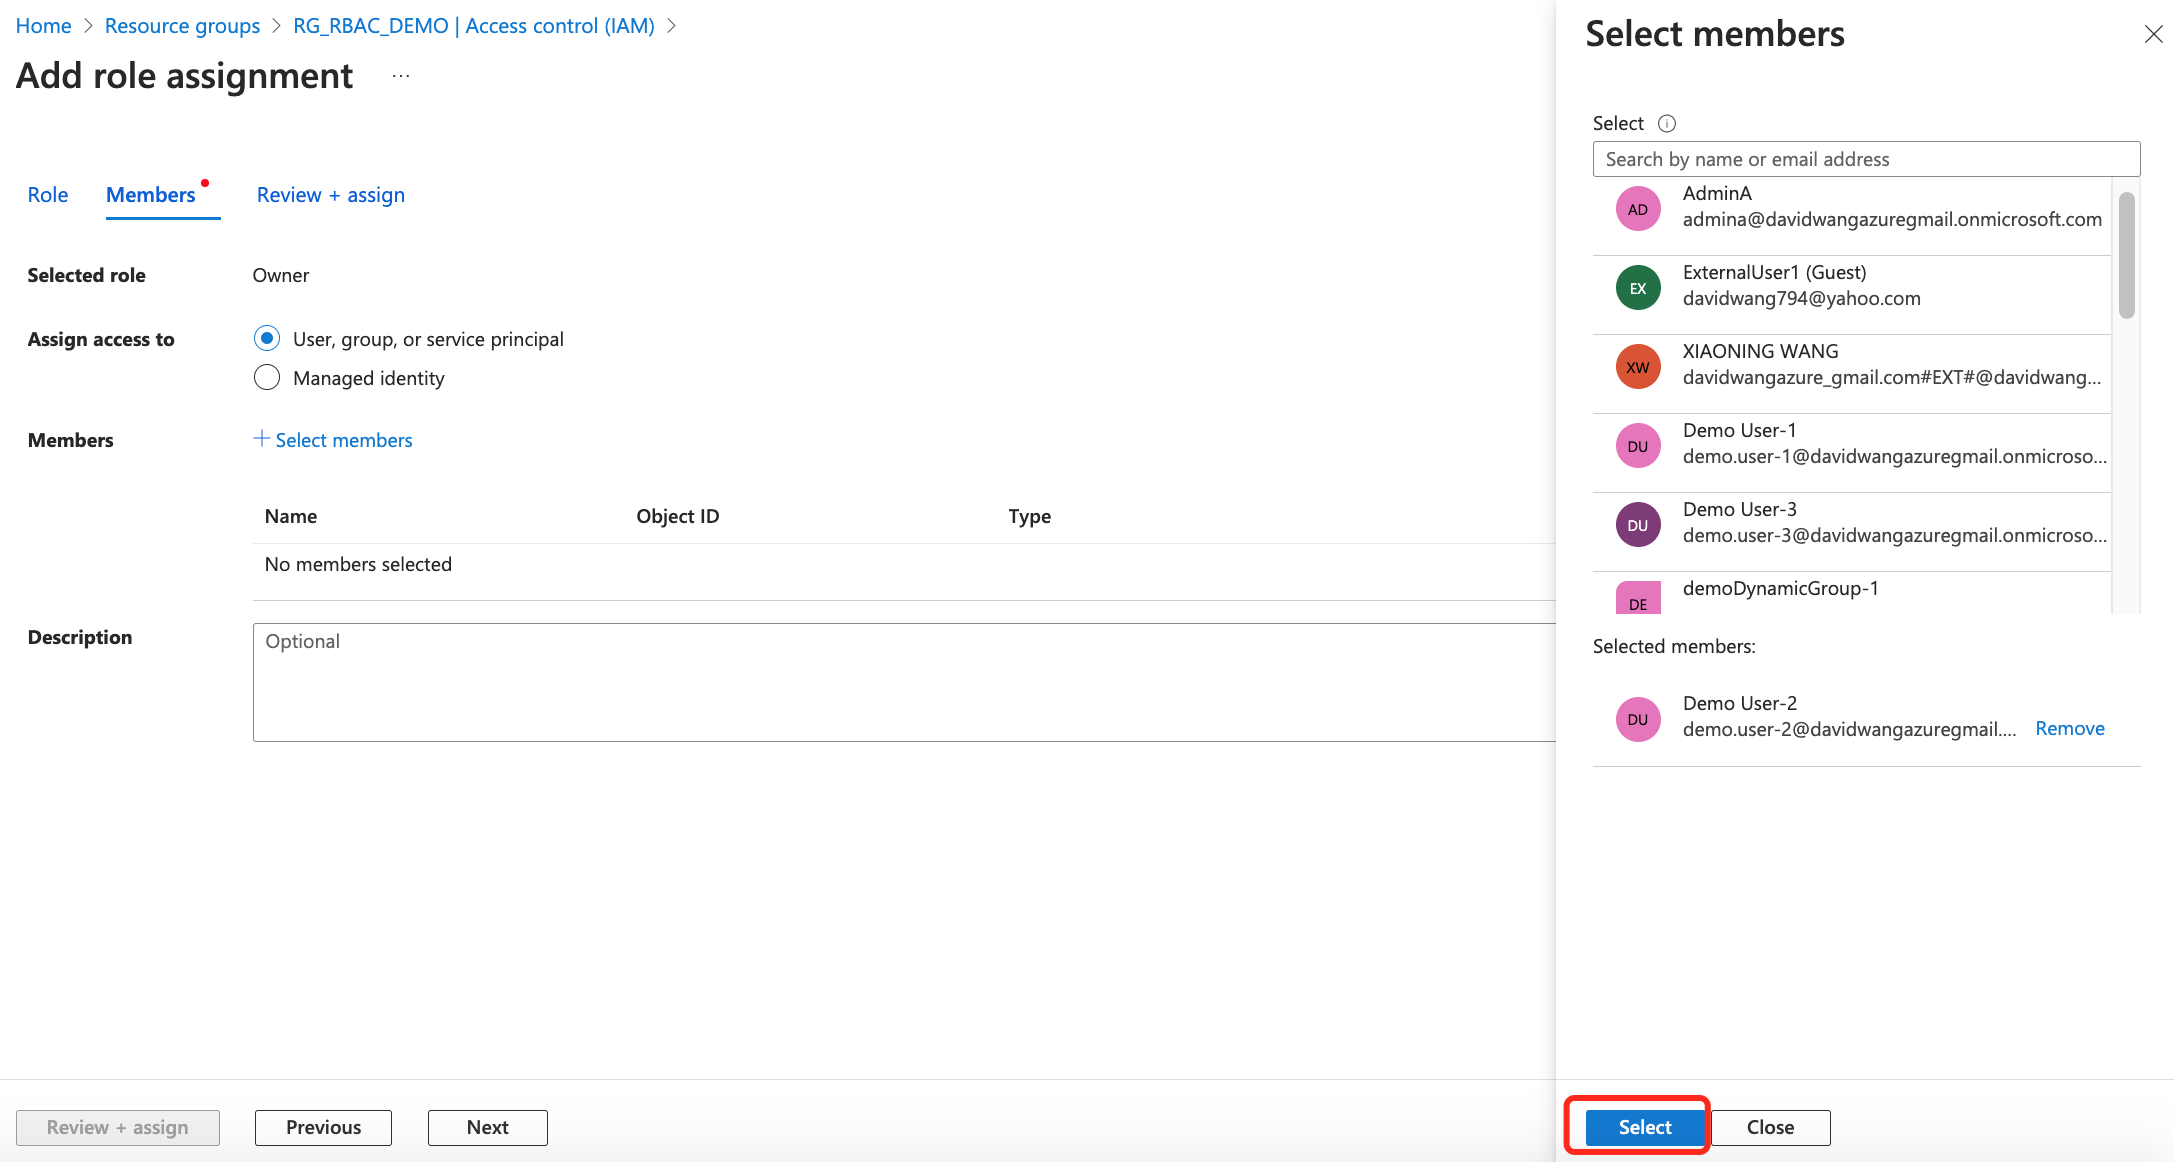 Home > Resource groups > RG_RBAC_DEMO | Access control (IAM) >
Add role assignment ...
Role Members Review + assign
Selected role Owner
Assign access to User, group, or service principal
Managed identity
Members + Select members
Name Object ID Type
No members selected
Description Optional
Review + assign Previous Next
Select members
Select
Search by name or email address
AD AdminA
admina@davidwangazuregmail.onmicrosoft.com
EX ExternalUser1 (Guest)
davidwang794@yahoo.com
XW XIAONING WANG
davidwangazure_gmail.com#EXT#@davidwang...
DU Demo User-1
demo.user-1@davidwangazuregmail.onmicroso...
DU Demo User-3
demo.user-3@davidwangazuregmail.onmicroso...
DE demoDynamicGroup-1
Selected members:
DU Demo User-2
demo.user-2@davidwangazuregmail.... Remove
Select Close